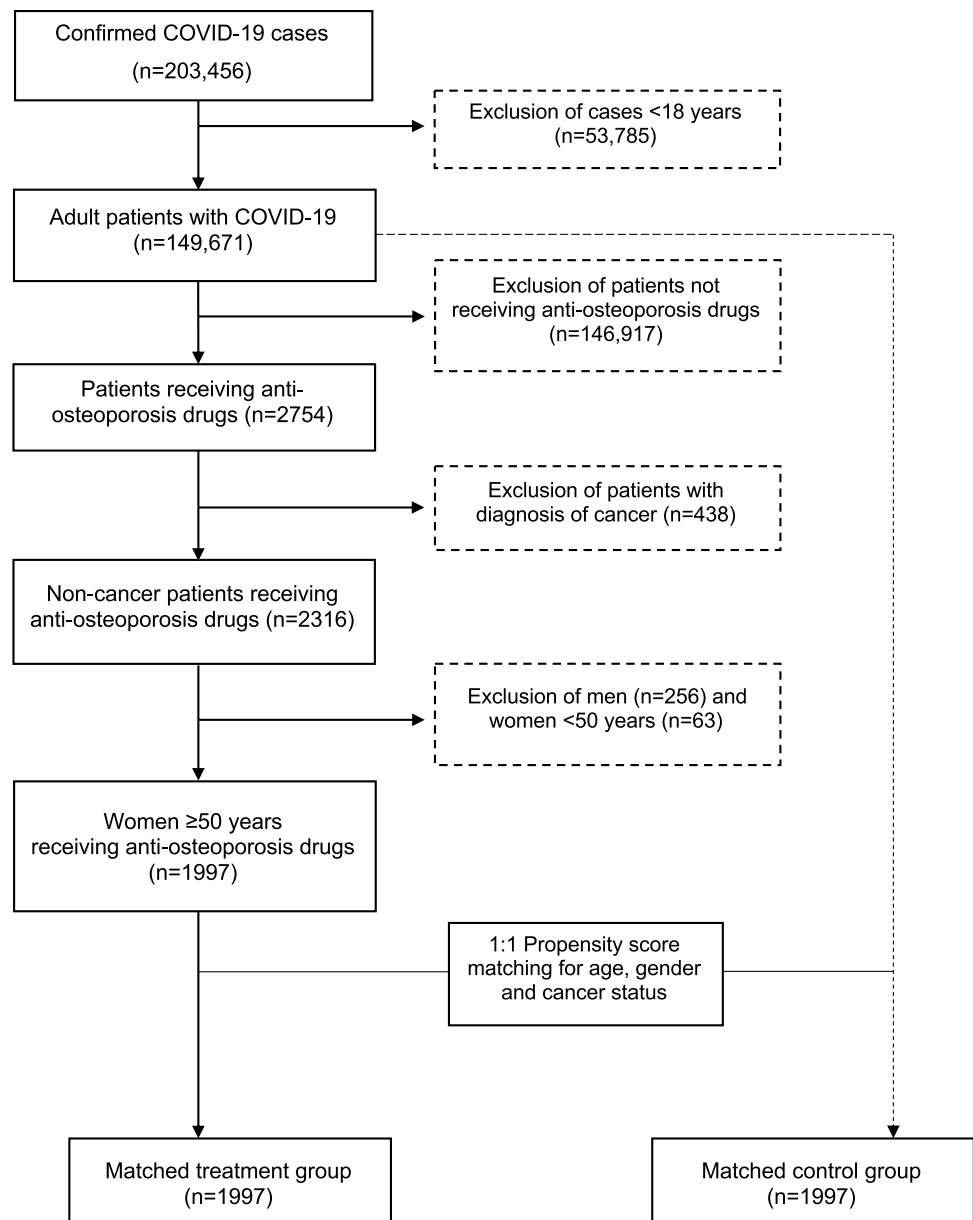 Confirmed COVID-19 cases
(n=203,456)
Exclusion of cases <18 years
(n=53,785)
Adult patients with COVID-19
(n=149,671)
Exclusion of patients not
receiving anti-osteoporosis drugs
(n=146,917)
Patients receiving anti-
osteoporosis drugs (n=2754)
Exclusion of patients with
diagnosis of cancer (n=438)
Non-cancer patients receiving
anti-osteoporosis drugs (n=2316)
Exclusion of men (n=256) and
women <50 years (n=63)
Women ≥50 years
receiving anti-osteoporosis drugs
(n=1997)
1:1 Propensity score
matching for age, gender
and cancer status
Matched treatment group
(n=1997)
Matched control group
(n=1997)